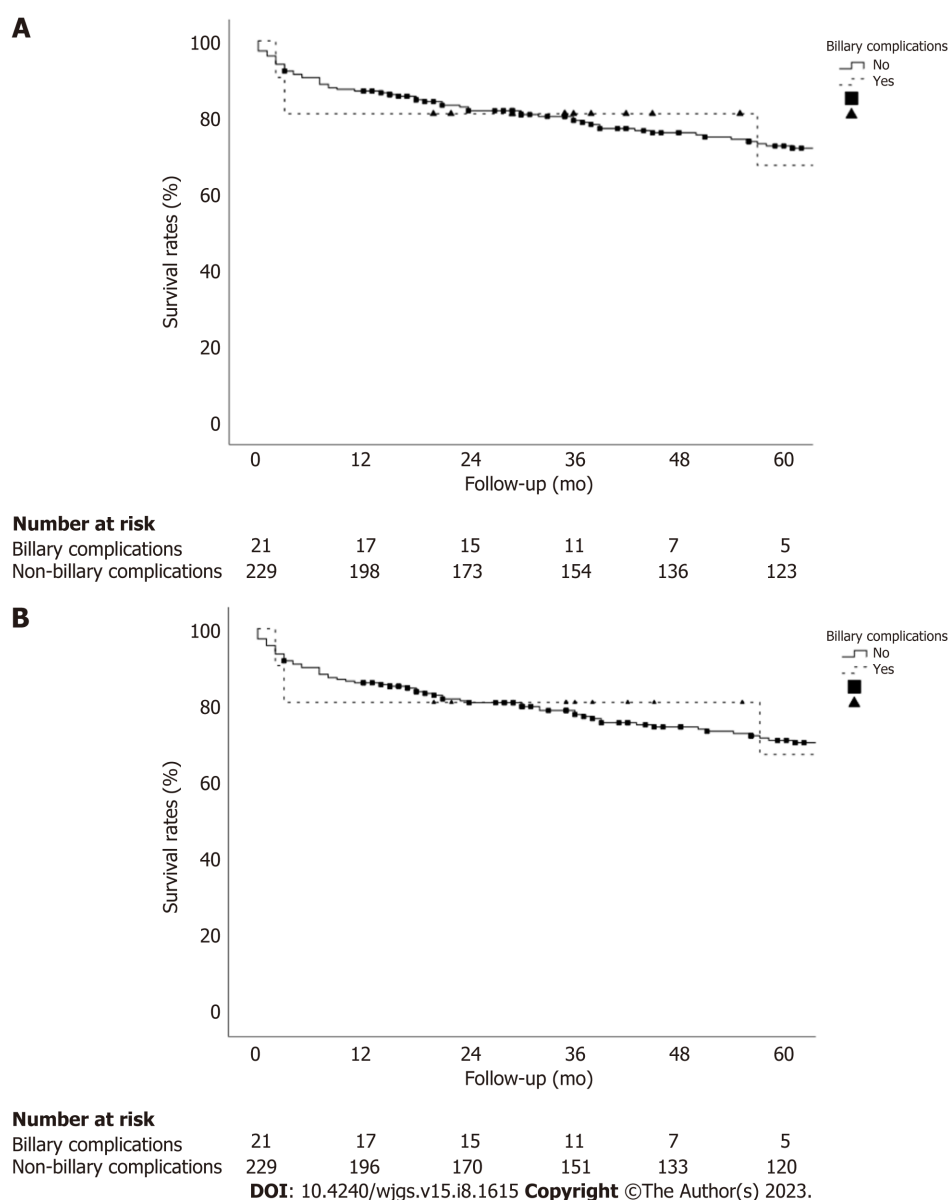 A
Billary complications
No
Yes
100
80
60
40
20
0
Survival rates (%)
0 12 24 36 48 60
Follow-up (mo)
Number at risk
Billary complications 21 17 15 11 7 5
Non-billary complications 229 198 173 154 136 123
B
Billary complications
No
Yes
100
80
60
40
20
0
Survival rates (%)
0 12 24 36 48 60
Follow-up (mo)
Number at risk
Billary complications 21 17 15 11 7 5
Non-billary complications 229 196 170 151 133 120
DOI: 10.4240/wjgs.v15.i8.1615 Copyright ©The Author(s) 2023.